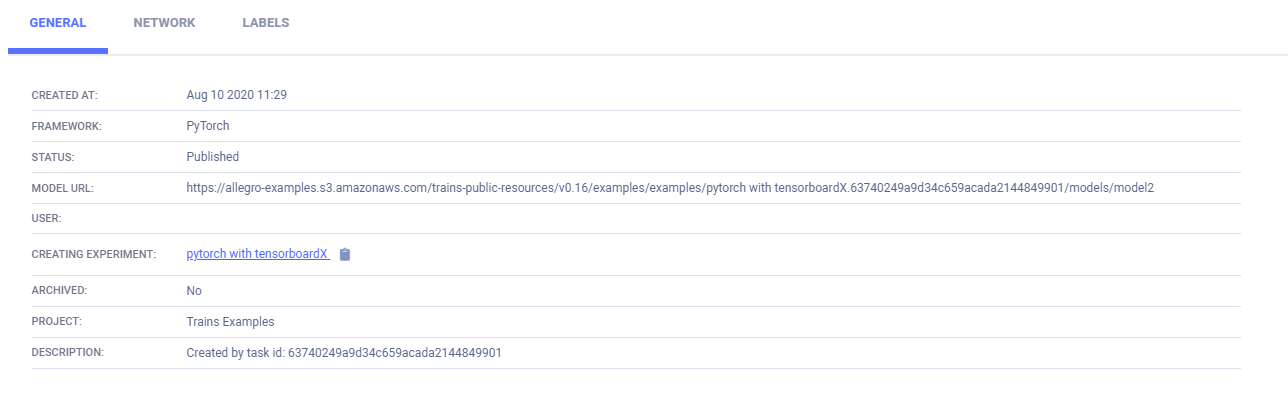 GENERAL NETWORK LABELS
CREATED AT: Aug 10 2020 11:29
FRAMEWORK: PyTorch
STATUS: Published
MODEL URL: https://allegro-examples.s3.amazonaws.com/trains-public-resources/v0.16/examples/examples/pytorch with tensorboardX.63740249a9d34c659acada2144849901/models/model2
USER:
CREATING EXPERIMENT: pytorch with tensorboardX
ARCHIVED: No
PROJECT: Trains Examples
DESCRIPTION: Created by task id: 63740249a9d34c659acada2144849901